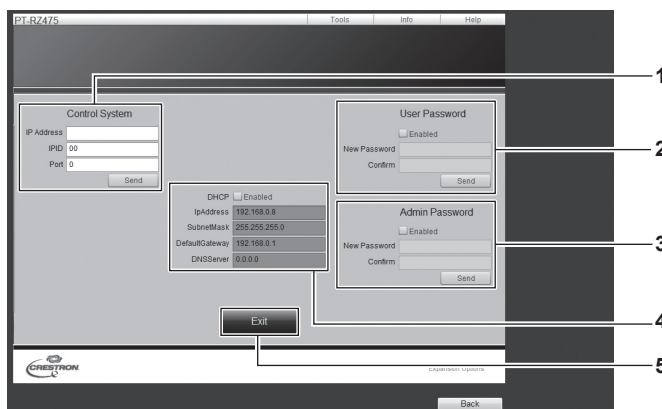 PT-RZ475
Tools Info Help
Control System
IP Address
IPID 00
Port 0
Send
1
User Password
Enabled
New Password
Confirm
Send
2
DHCP Enabled
IpAddress 192.168.0.8
SubnetMask 255.255.255.0
DefaultGateway 192.168.0.1
DNSServer 0.0.0.0
Admin Password
Enabled
New Password
Confirm
Send
3
4
Exit
5
CRESTRON
Expansion Options
Back